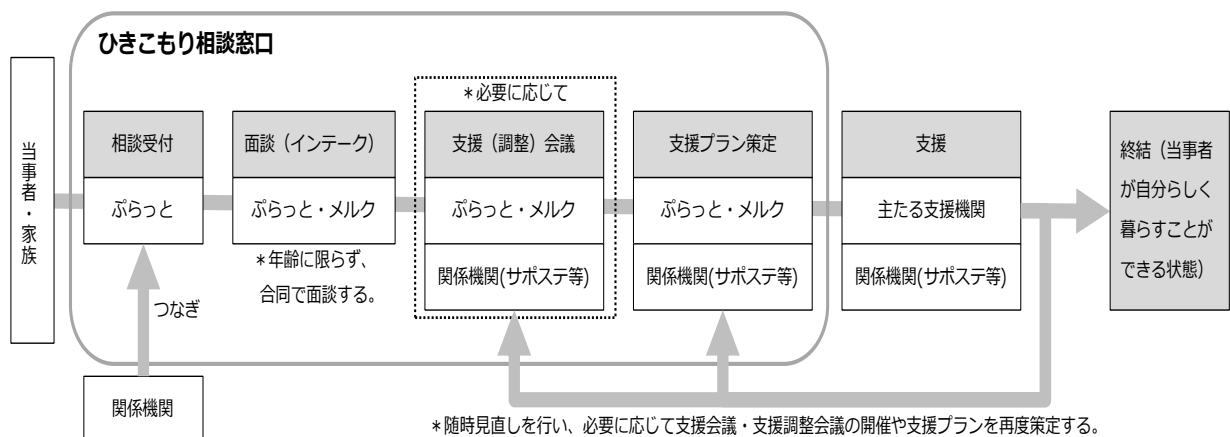 ひきこもり相談窓口
当事者・家族
相談受付
ぷらっと
つなぎ
関係機関
面談（インテーク）
ぷらっと・メルク
＊年齢に限らず、
合同で面談する。
＊必要に応じて
支援（調整）会議
ぷらっと・メルク
関係機関(サポステ等)
支援プラン策定
ぷらっと・メルク
関係機関(サポステ等)
支援
主たる支援機関
関係機関(サポステ等)
終結（当事者
が自分らしく
暮らすことが
できる状態）
＊随時見直しを行い、必要に応じて支援会議・支援調整会議の開催や支援プランを再度策定する。